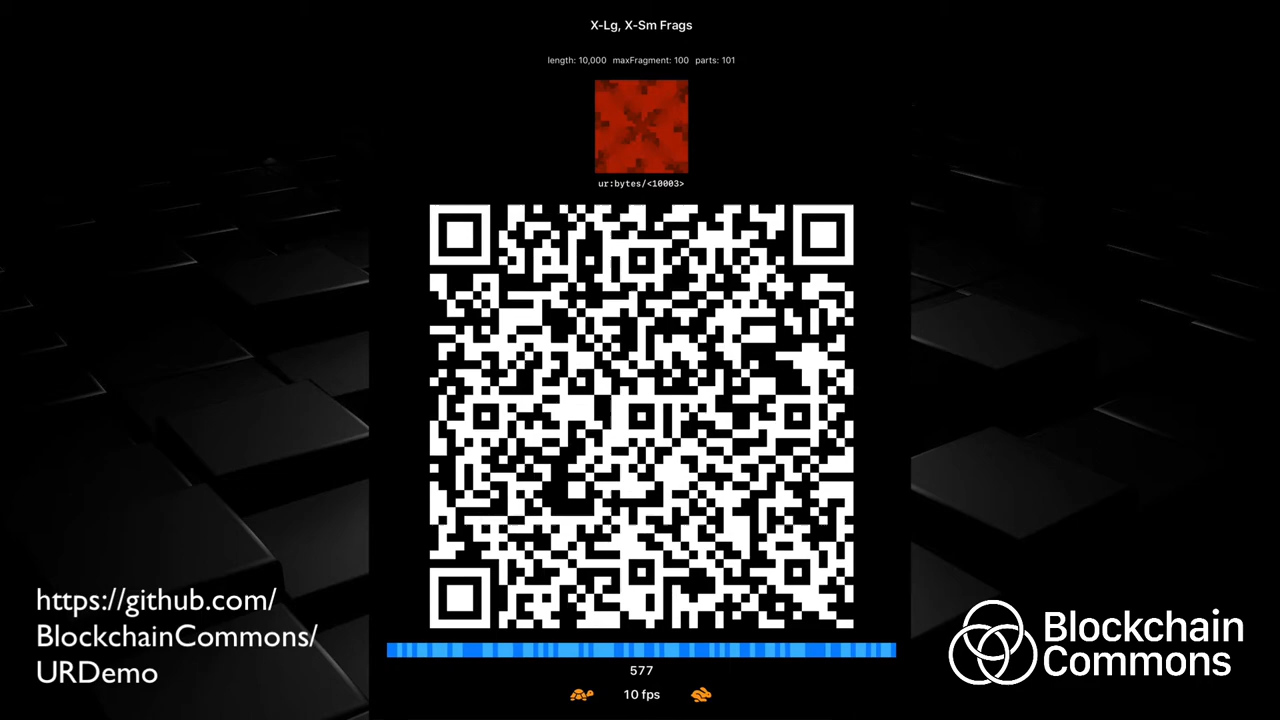 X-Lg, X-Sm Frags
length: 10,000 maxFragment: 100 parts: 101
ur:bytes/<10003>
https://github.com/
BlockchainCommons/
URDemo
577
10 fps
Blockchain
Commons